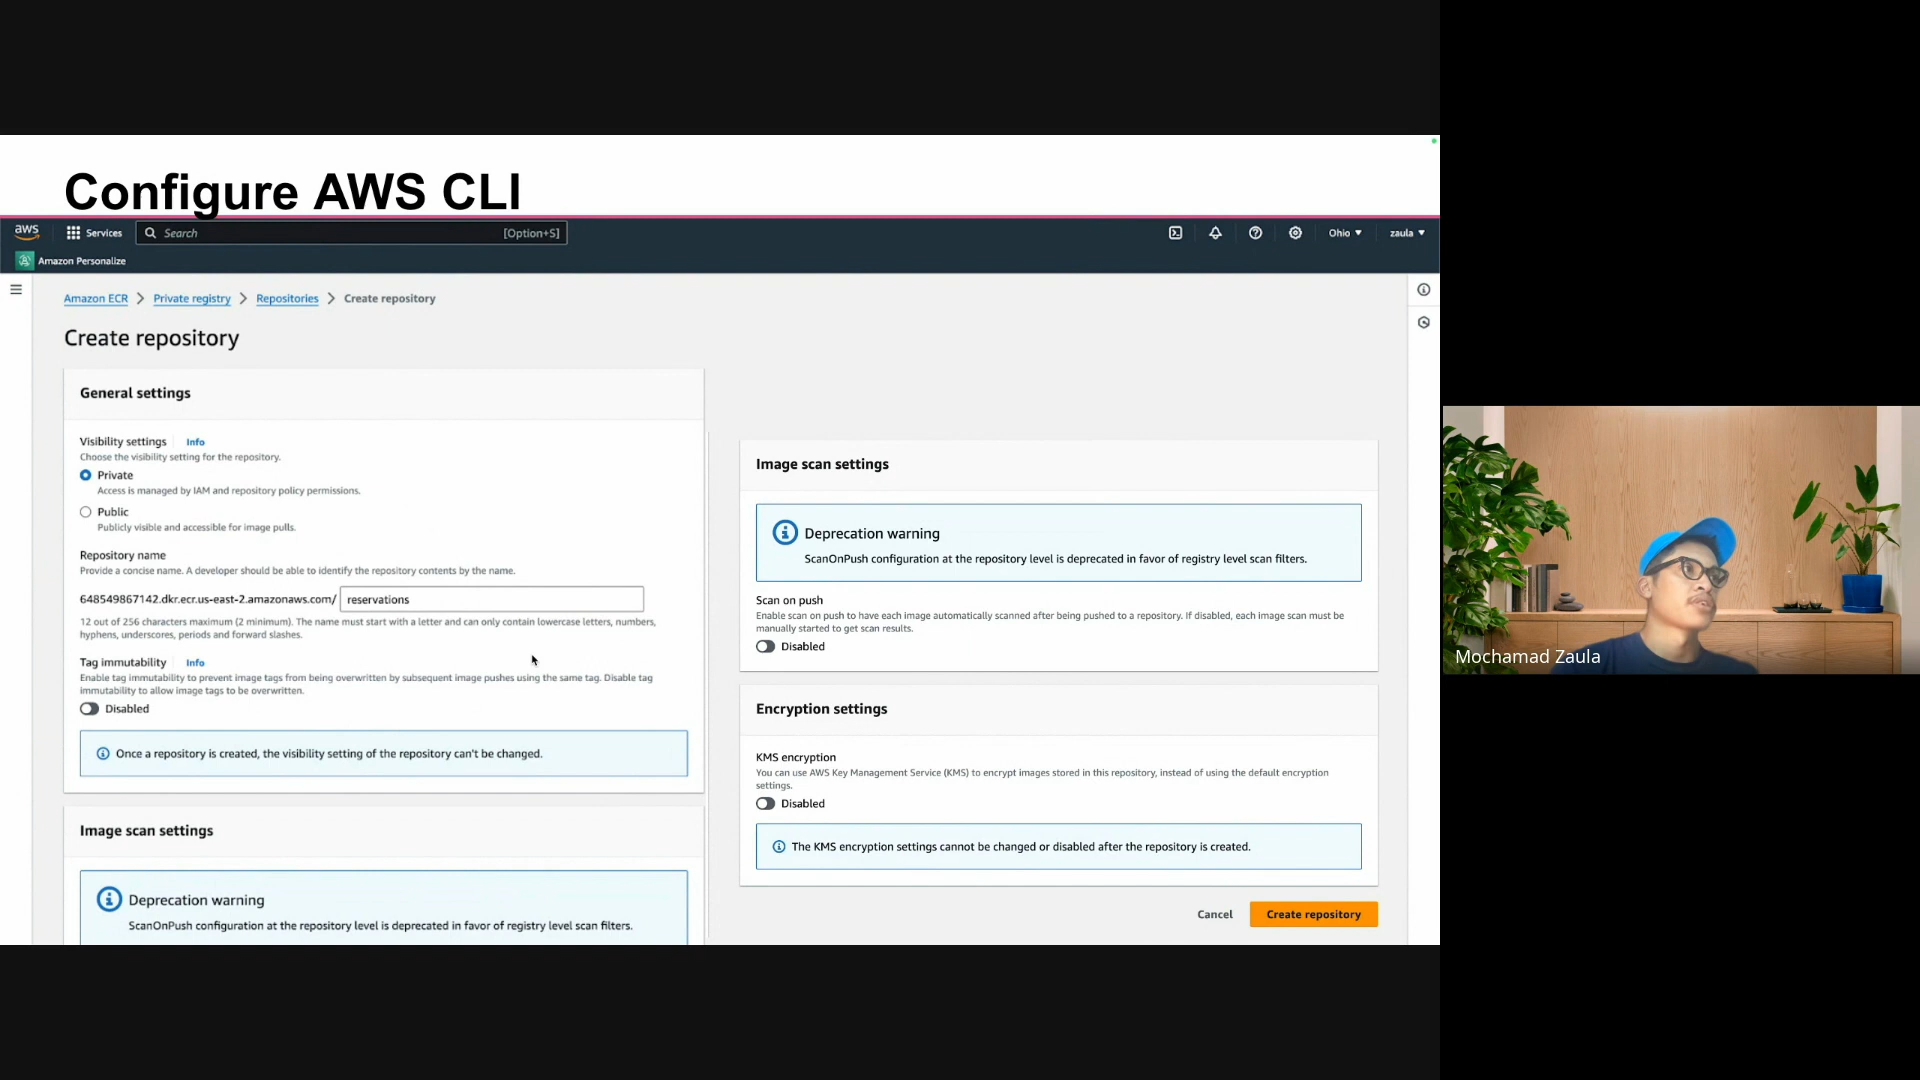 Configure AWS CLI
aws
Services
Search
[Option+S]
Ohio
zaula
Amazon Personalize
Amazon ECR
Private registry
Repositories
Create repository
Create repository
General settings
Visibility settings
Info
Choose the visibility setting for the repository.
Private
Access is managed by IAM and repository policy permissions.
Public
Publicly visible and accessible for image pulls.
Repository name
Provide a concise name. A developer should be able to identify the repository contents by the name.
648549867142.dkr.ecr.us-east-2.amazonaws.com/
reservations
12 out of 256 characters maximum (2 minimum). The name must start with a letter and can only contain lowercase letters, numbers,
hyphens, underscores, periods and forward slashes.
Tag immutability
Info
Enable tag immutability to prevent image tags from being overwritten by subsequent image pushes using the same tag. Disable tag
immutability to allow image tags to be overwritten.
Disabled
Once a repository is created, the visibility setting of the repository can't be changed.
Image scan settings
Deprecation warning
ScanOnPush configuration at the repository level is deprecated in favor of registry level scan filters.
Image scan settings
Deprecation warning
ScanOnPush configuration at the repository level is deprecated in favor of registry level scan filters.
Scan on push
Enable scan on push to have each image automatically scanned after being pushed to a repository. If disabled, each image scan must be
manually started to get scan results.
Disabled
Encryption settings
KMS encryption
You can use AWS Key Management Service (KMS) to encrypt images stored in this repository, instead of using the default encryption
settings.
Disabled
The KMS encryption settings cannot be changed or disabled after the repository is created.
Cancel
Create repository
Mochamad Zaula